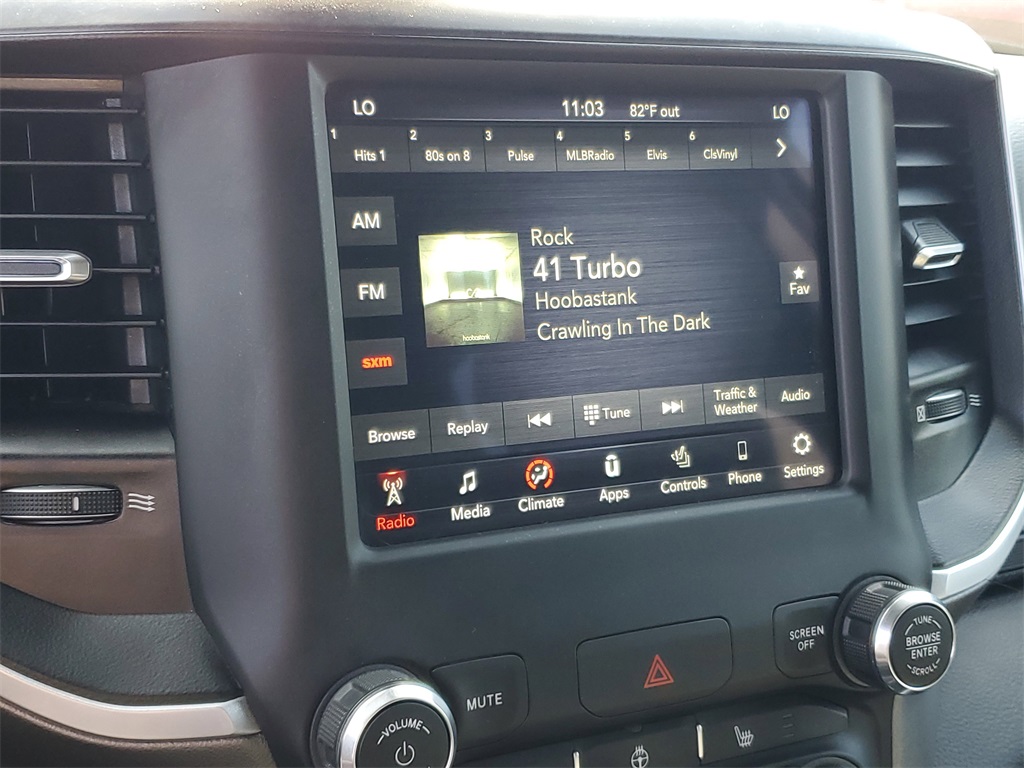 LO 11:03 82°F out LO
1 Hits 1 2 80s on 8 3 Pulse 4 MLBRadio 5 Elvis 6 ClsVinyl
AM
FM
sxm
hoobastank
Rock
41 Turbo
Hoobastank
Crawling In The Dark
Fav
Browse Replay Tune Traffic &
Weather Audio
Radio Media Climate Apps Controls Phone Settings
VOLUME
MUTE
SCREEN
OFF
TUNE
BROWSE
ENTER
SCROLL